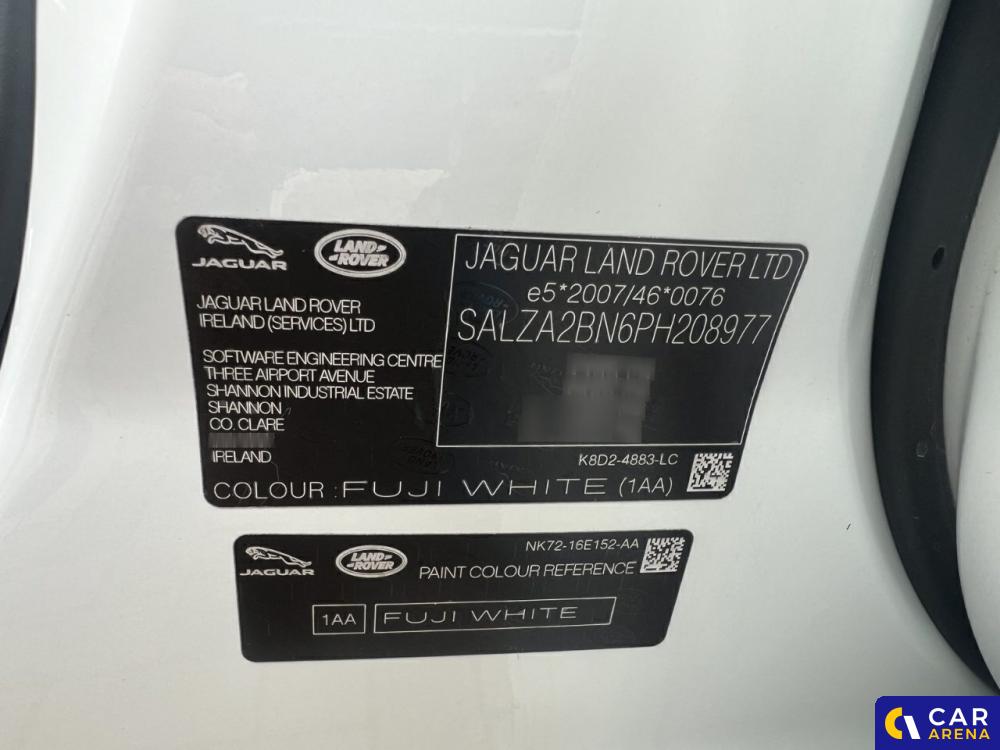 JAGUAR
LAND ROVER
JAGUAR LAND ROVER
IRELAND (SERVICES) LTD
SOFTWARE ENGINEERING CENTRE
THREE AIRPORT AVENUE
SHANNON INDUSTRIAL ESTATE
SHANNON
CO. CLARE
IRELAND
JAGUAR LAND ROVER LTD
e5*2007/46*0076
SALZA2BN6PH208977
K8D2-4883-LC
COLOUR : FUJI WHITE (1AA)
JAGUAR
LAND ROVER
NK72-16E152-AA
PAINT COLOUR REFERENCE
1AA
FUJI WHITE
CAR
ARENA